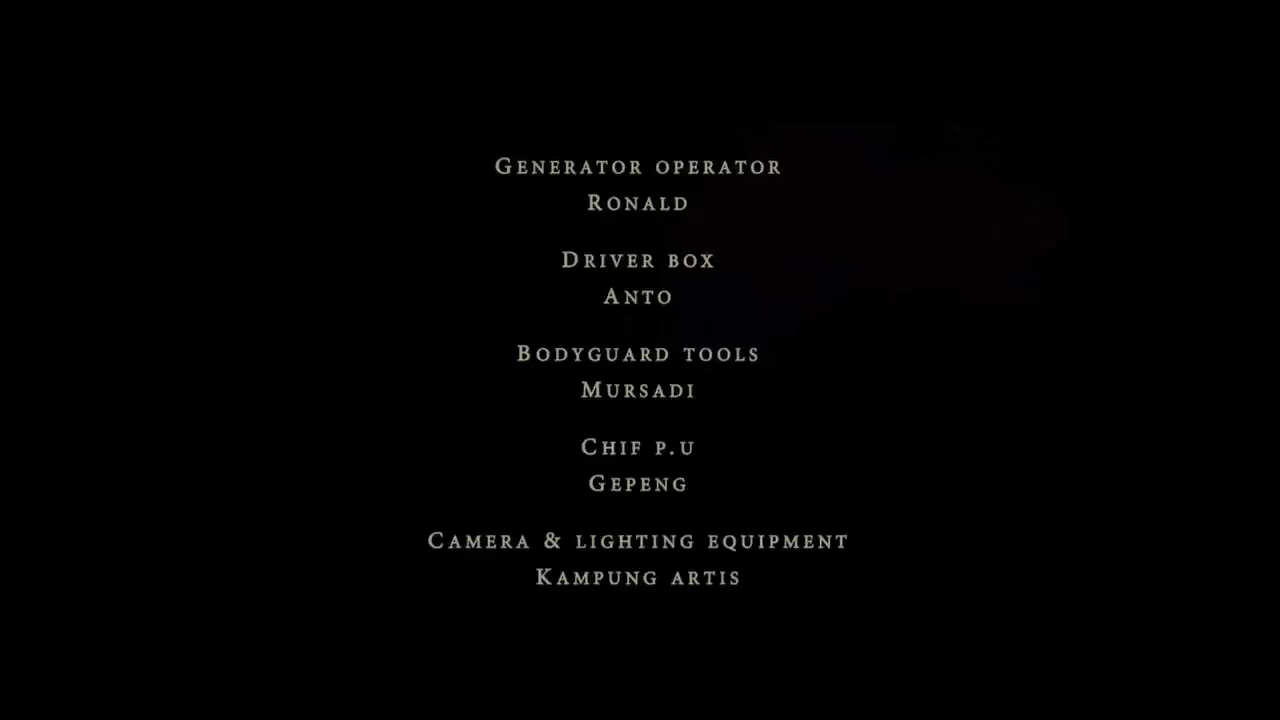 Generator operator
Ronald
Driver box
Anto
Bodyguard tools
Mursadi
Chif p.u
Gepeng
Camera & lighting equipment
Kampung artis